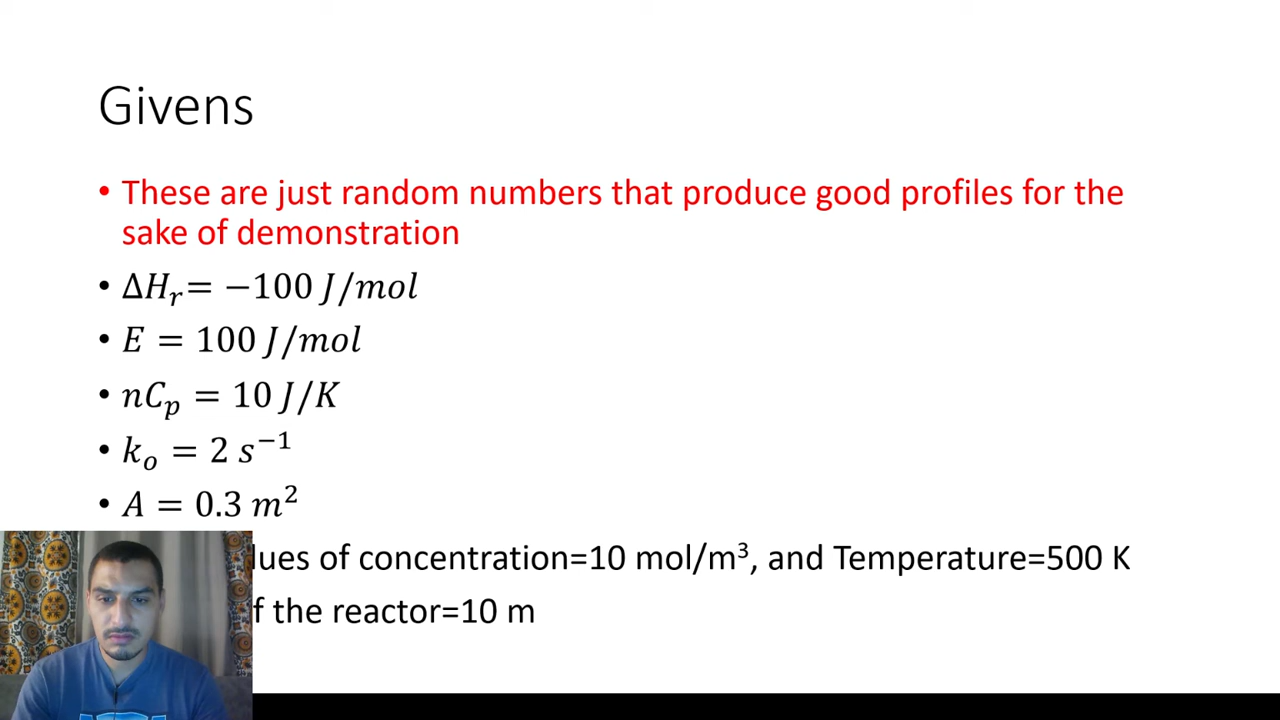 Givens
• These are just random numbers that produce good profiles for the
sake of demonstration
• ΔHᵣ= −100 J/mol
• E = 100 J/mol
• nCₚ = 10 J/K
• kₒ = 2 s⁻¹
• A = 0.3 m²
of concentration=10 mol/m³, and Temperature=500 K
the reactor=10 m